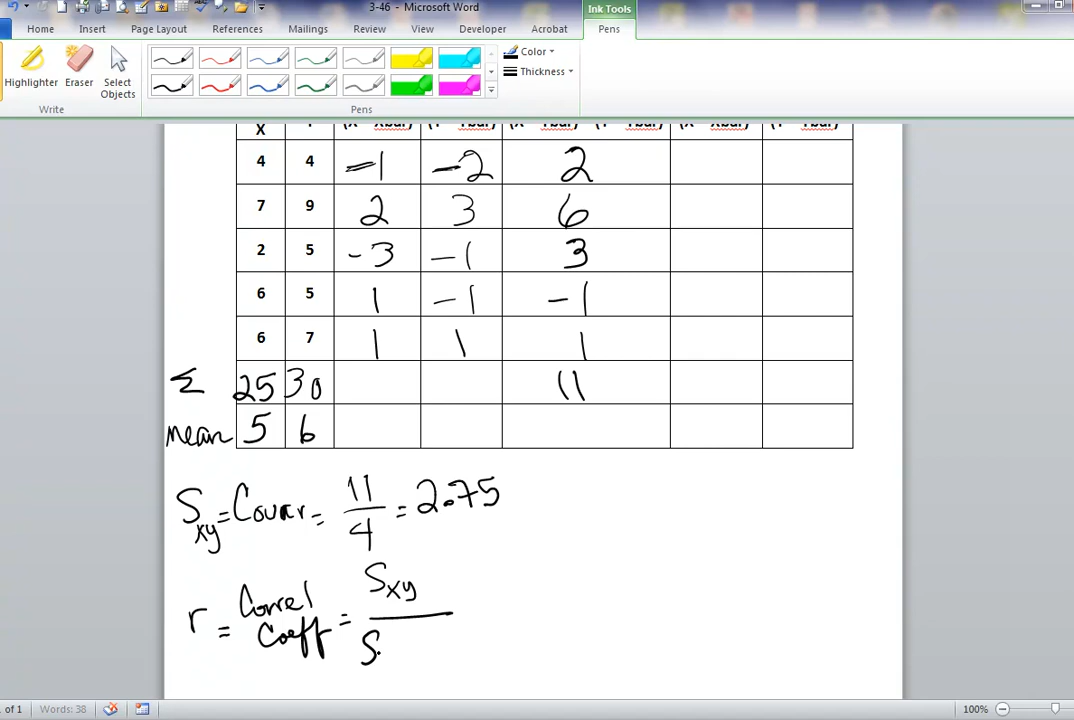 3-46 - Microsoft Word
Ink Tools
Home Insert Page Layout References Mailings Review View Developer Acrobat Pens
Highlighter Eraser Select Objects
Color
Thickness
Write Pens
X
4 4 -1 -2 2
7 9 2 3 6
2 5 -3 -1 3
6 5 1 -1 -1
6 7 1 1 1
Σ 25 30 11
mean 5 6
Sxy = Covar = 11/4 = 2.75
r = Correl Coeff = Sxy
S
of 1 Words: 38 100%